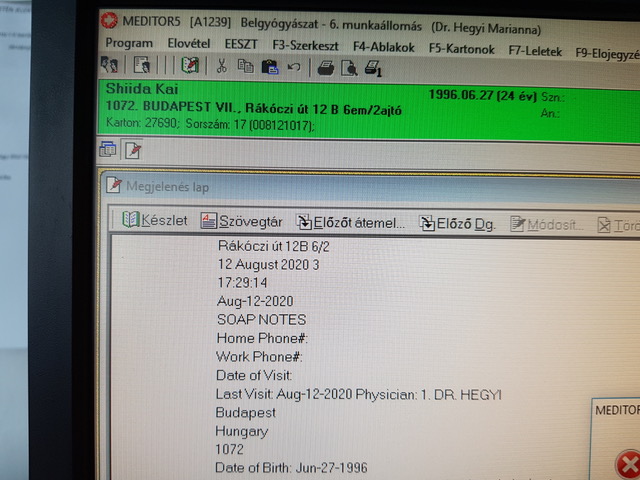 MEDITOR5 [A1239] Belgyógyászat - 6. munkaállomás (Dr. Hegyi Marianna)
Program Elovétel EESZT F3-Szerkeszt F4-Ablakok F5-Kartonok F7-Leletek F9-Elojegyzé
Shiida Kai 1996.06.27 (24 év) Szn.:
1072. BUDAPEST VII., Rákóczi út 12 B 6em/2ajtó An.:
Karton: 27690; Sorszám: 17 (008121017);
Megjelenés lap
Készlet Szövegtár Előzőt átemel... Előző Dg. Módosít... Törö
Rákóczi út 12B 6/2
12 August 2020 3
17:29:14
Aug-12-2020
SOAP NOTES
Home Phone#:
Work Phone#:
Date of Visit:
Last Visit: Aug-12-2020 Physician: 1. DR. HEGYI
Budapest
Hungary
1072
Date of Birth: Jun-27-1996
MEDITOR